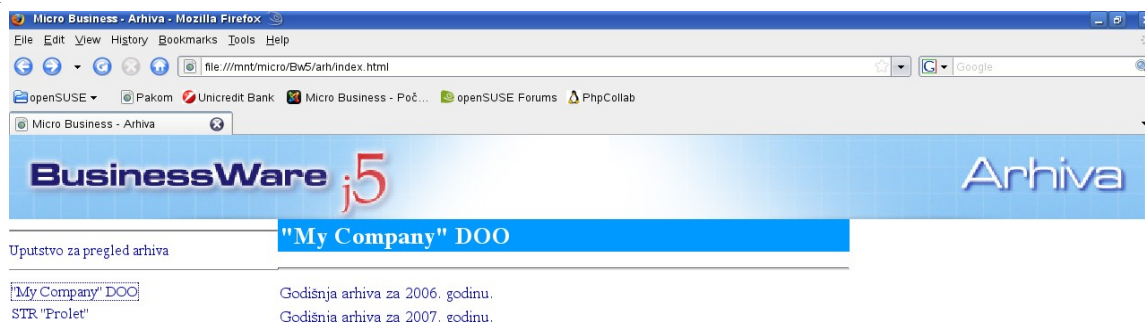 Micro Business - Arhiva - Mozilla Firefox
File Edit View History Bookmarks Tools Help
file:///mnt/micro/Bw5/arh/index.html
G Google
openSUSE Pakom Unicredit Bank Micro Business - Poč... openSUSE Forums PhpCollab
Micro Business - Arhiva
BusinessWare j5 Arhiva
Uputstvo za pregled arhiva
"My Company" DOO
"My Company" DOO
STR "Prolet"
Godišnja arhiva za 2006. godinu.
Godišnja arhiva za 2007. godinu.